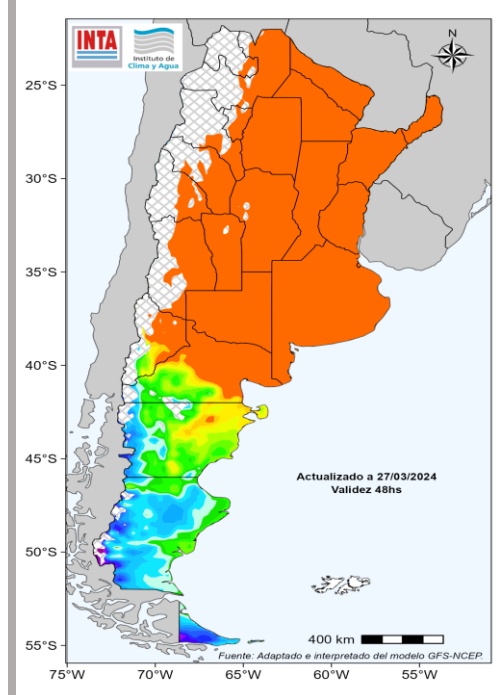 INTA
Instituto de
Clima y Agua
N
25°S
30°S
35°S
40°S
45°S
50°S
55°S
Actualizado a 27/03/2024
Validez 48hs
400 km
Fuente: Adaptado e interpretado del modelo GFS-NCEP.
75°W
70°W
65°W
60°W
55°W